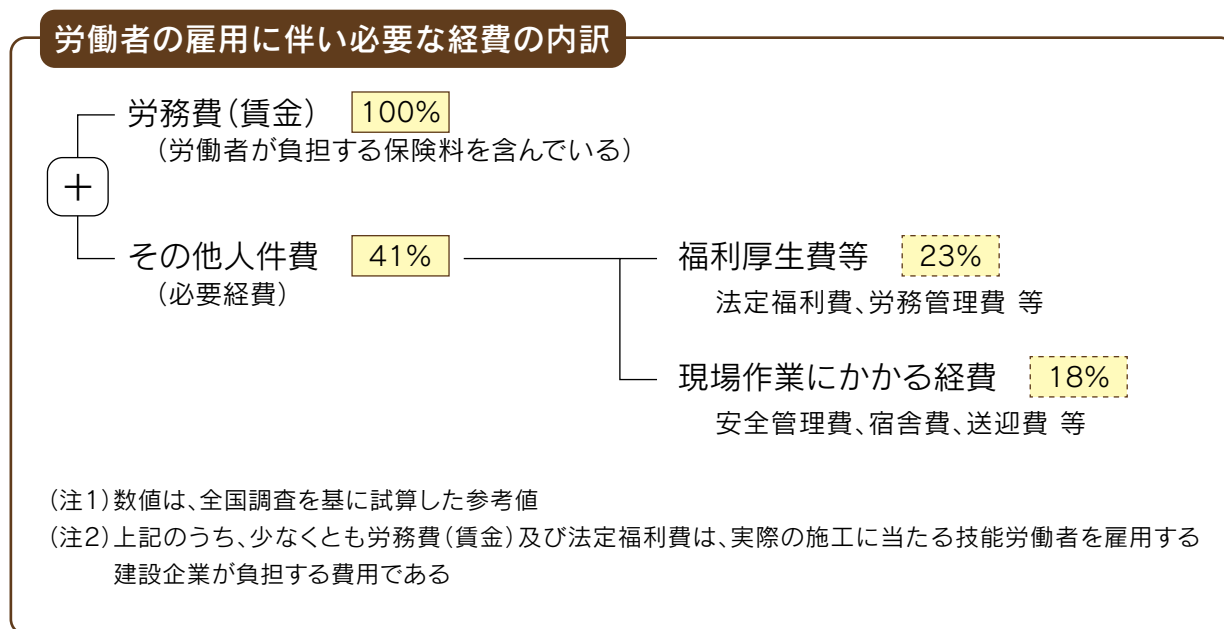 労働者の雇用に伴い必要な経費の内訳
労務費（賃金） 100%
（労働者が負担する保険料を含んでいる）
＋
その他人件費 41%
（必要経費）
福利厚生費等 23%
法定福利費、労務管理費 等
現場作業にかかる経費 18%
安全管理費、宿舎費、送迎費 等
（注1）数値は、全国調査を基に試算した参考値
（注2）上記のうち、少なくとも労務費（賃金）及び法定福利費は、実際の施工に当たる技能労働者を雇用する
建設企業が負担する費用である